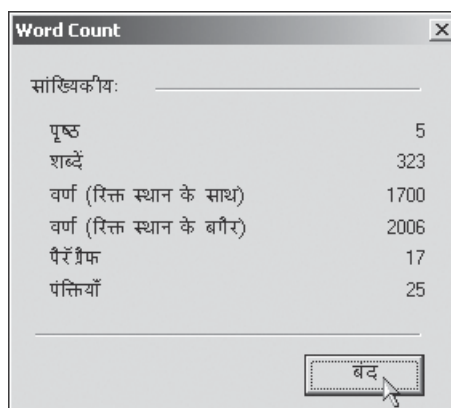 Word Count
सांख्यिकीयः
पृष्ठ 5
शब्दें 323
वर्ण (रिक्त स्थान के साथ) 1700
वर्ण (रिक्त स्थान के बगैर) 2006
पैरॅग्रैफ 17
पंक्तियाँ 25
बंद